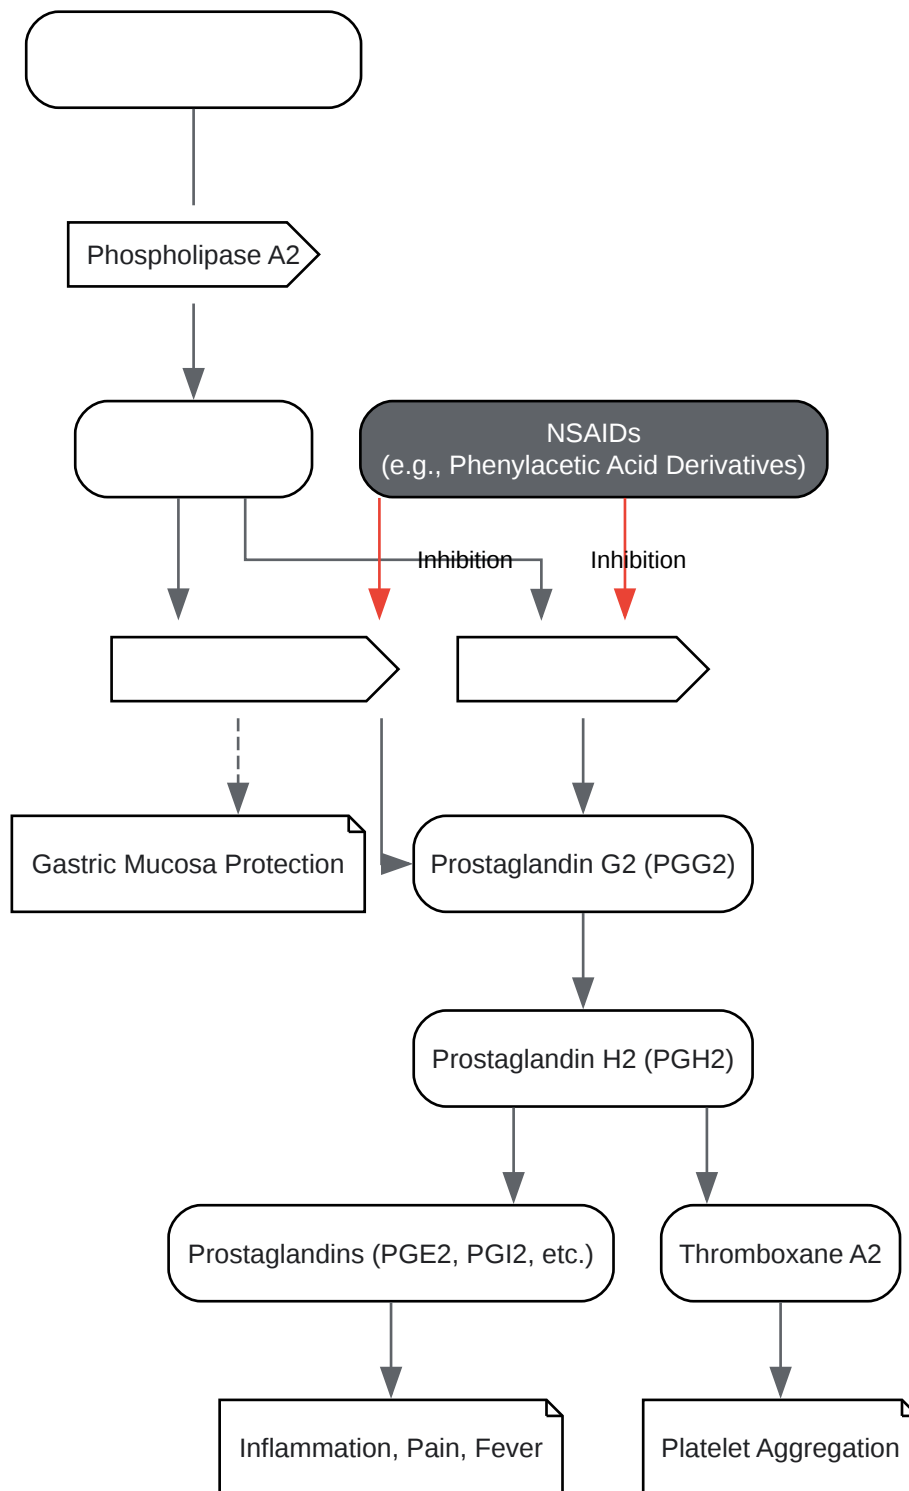 Phospholipase A2
NSAIDs
(e.g., Phenylacetic Acid Derivatives)
Inhibition
Inhibition
Gastric Mucosa Protection
Prostaglandin G2 (PGG2)
Prostaglandin H2 (PGH2)
Prostaglandins (PGE2, PGI2, etc.)
Thromboxane A2
Inflammation, Pain, Fever
Platelet Aggregation